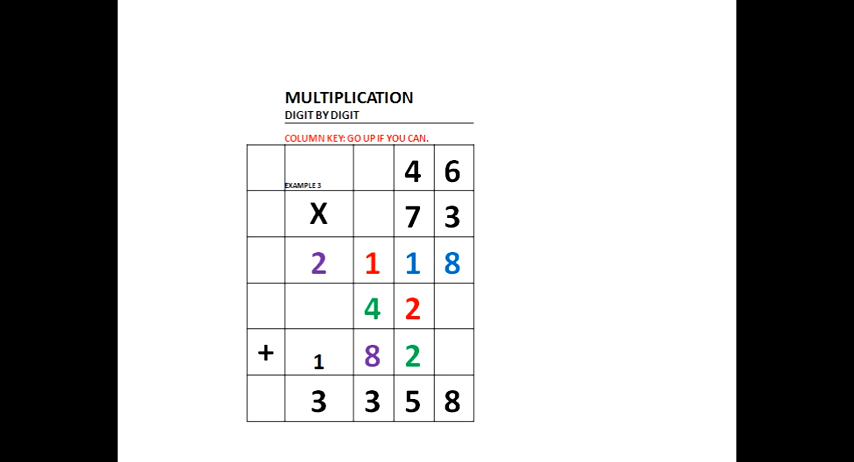 MULTIPLICATION
DIGIT BY DIGIT
COLUMN KEY: GO UP IF YOU CAN.
EXAMPLE 3 4 6
X 7 3
2 1 1 8
4 2
+ 1 8 2
3 3 5 8